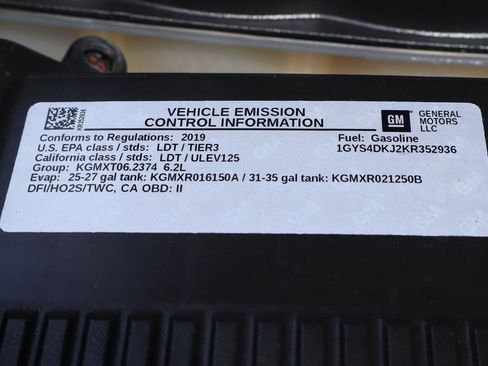 VEHICLE EMISSION
CONTROL INFORMATION
GM GENERAL
MOTORS
LLC
Conforms to Regulations: 2019
Fuel: Gasoline
U.S. EPA class / stds: LDT / TIER3
1GYS4DKJ2KR352936
California class / stds: LDT / ULEV125
Group: KGMXT06.2374 6.2L
Evap: 25-27 gal tank: KGMXR016150A / 31-35 gal tank: KGMXR021250B
DFI/HO2S/TWC, CA OBD: II